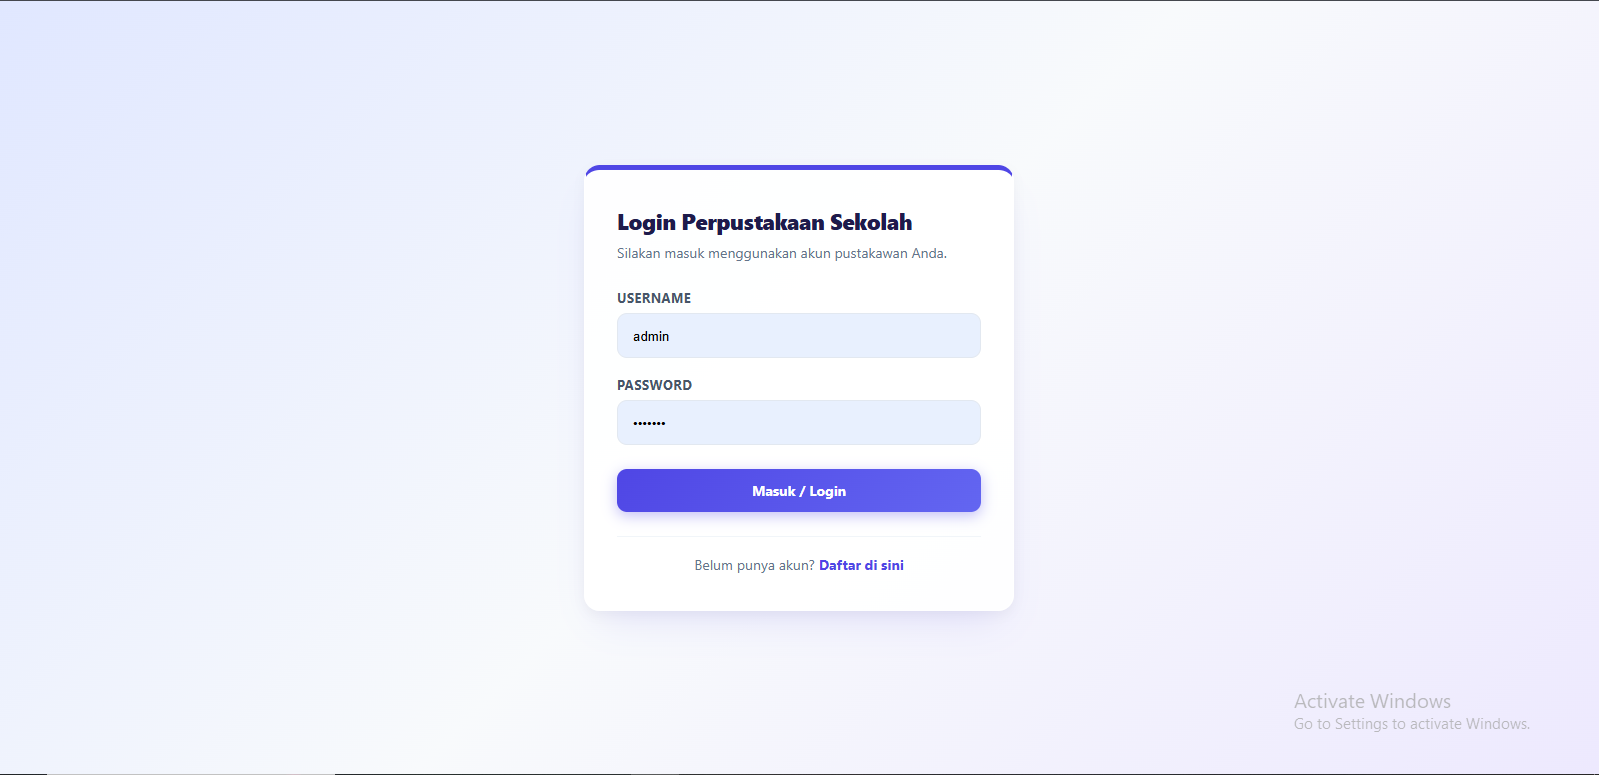 Login Perpustakaan Sekolah
Silakan masuk menggunakan akun pustakawan Anda.
USERNAME
admin
PASSWORD
•••••••
Masuk / Login
Belum punya akun? Daftar di sini
Activate Windows
Go to Settings to activate Windows.